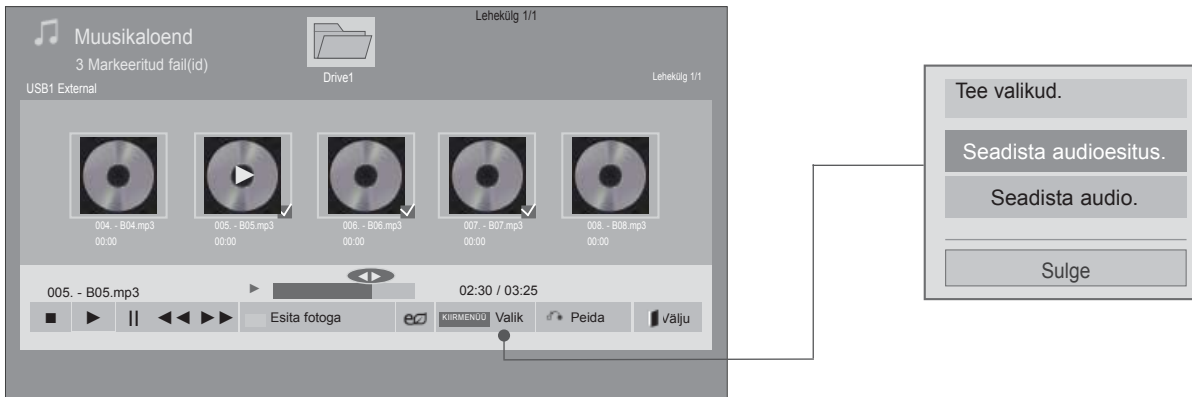 Lehekülg 1/1
Muusikaloend
3 Markeeritud fail(id)
Drive1
USB1 External
Lehekülg 1/1
004. - B04.mp3
00:00
005. - B05.mp3
00:00
006. - B06.mp3
00:00
007. - B07.mp3
00:00
008. - B08.mp3
00:00
005. - B05.mp3
02:30 / 03:25
Esita fotoga
KIIRMENÜÜ Valik
Peida
Välju
Tee valikud.
Seadista audioesitus.
Seadista audio.
Sulge